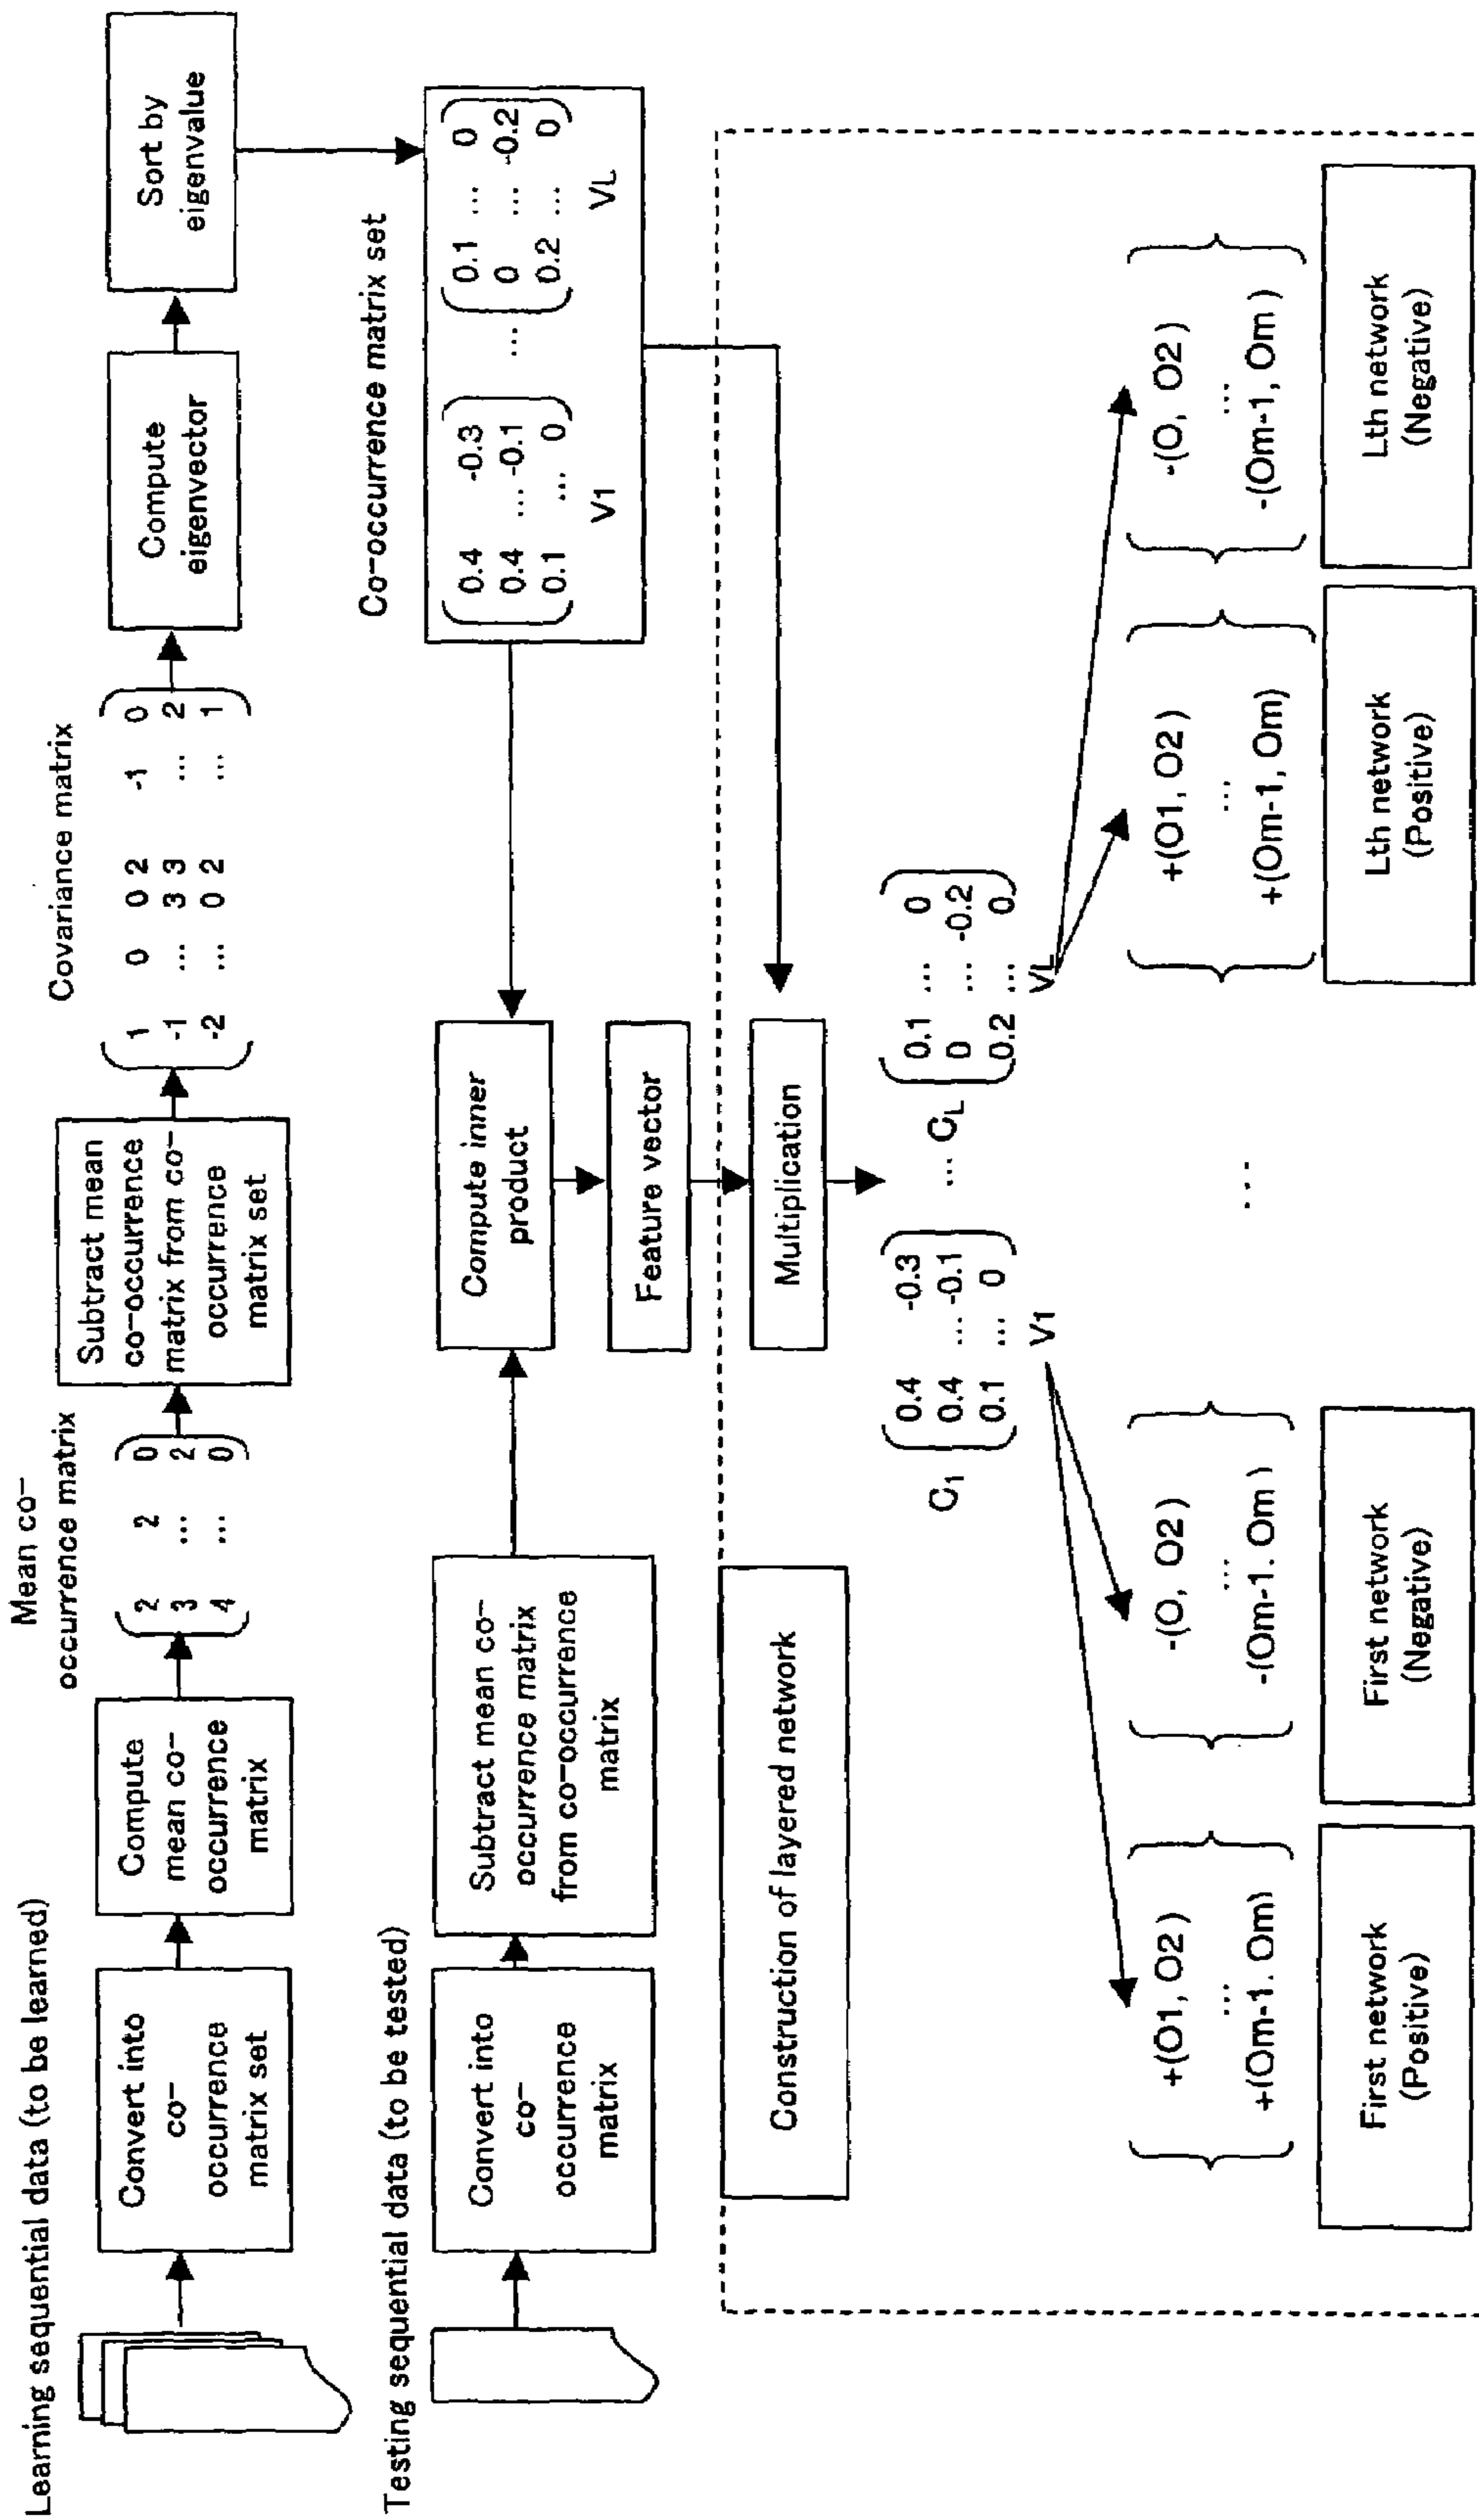 Learning sequential data (to be learned)
Convert into
co-
occurrence
matrix set
Compute
mean co-
occurrence
matrix
Mean co-
occurrence matrix
2 2 0
3 ... 2
4 ... 0
Subtract mean
co-occurrence
matrix from co-
occurrence
matrix set
Covariance matrix
1 0 0 2 -1 0
-1 ... 3 3 ... 2
-2 ... 0 2 ... 1
Compute
eigenvector
Sort by
eigenvalue
Testing sequential data (to be tested)
Convert into
co-
occurrence
matrix
Subtract mean co-
occurrence matrix
from co-occurrence
matrix
Compute inner
product
Feature vector
Co-occurrence matrix set
0.4 -0.3
0.4 ... -0.1
0.1 ... 0
V1
...
0.1 ... 0
0 ... -0.2
0.2 ... 0
VL
Construction of layered network
Multiplication
C1
0.4 -0.3
0.4 ... -0.1
0.1 ... 0
V1
... CL
0.1 ... 0
0 ... -0.2
0.2 ... 0
VL
+(O1, O2)
...
+(Om-1. Om)
First network
(Positive)
-(O, O2)
...
-(Om-1. Om)
First network
(Negative)
...
+(O1, O2)
...
+(Om-1, Om)
Lth network
(Positive)
-(O, O2)
...
-(Om-1, Om)
Lth network
(Negative)